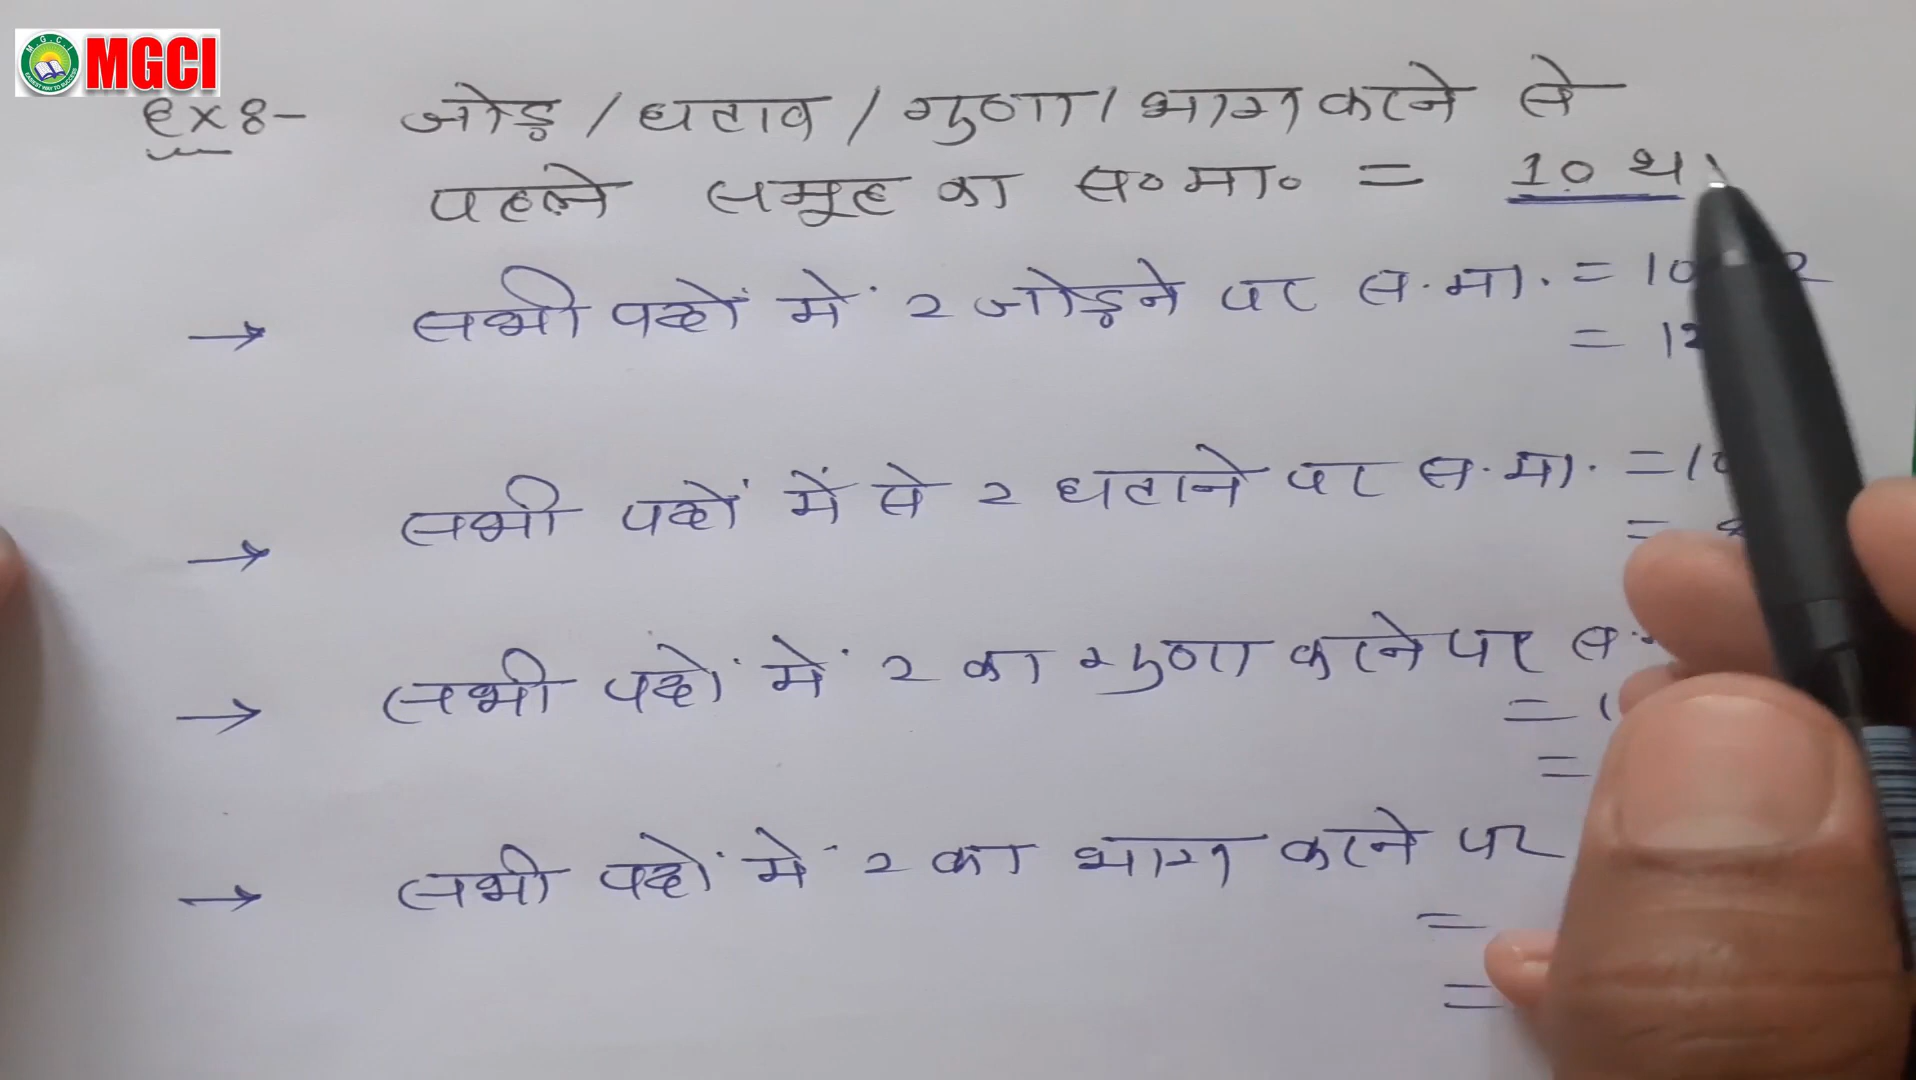 MGCI
ex 8- जोड़ / घटाव / गुणा / भाग करने से
पहले समूह का स० मा० = 10 था
→ सभी पदों में 2 जोड़ने पर स.मा. = 10
= 12
→ सभी पदों में से 2 घटाने पर स.मा. = 10
=
→ सभी पदों में 2 का गुणा करने पर स.
=
=
→ सभी पदों में 2 का भाग करने पर
=
=